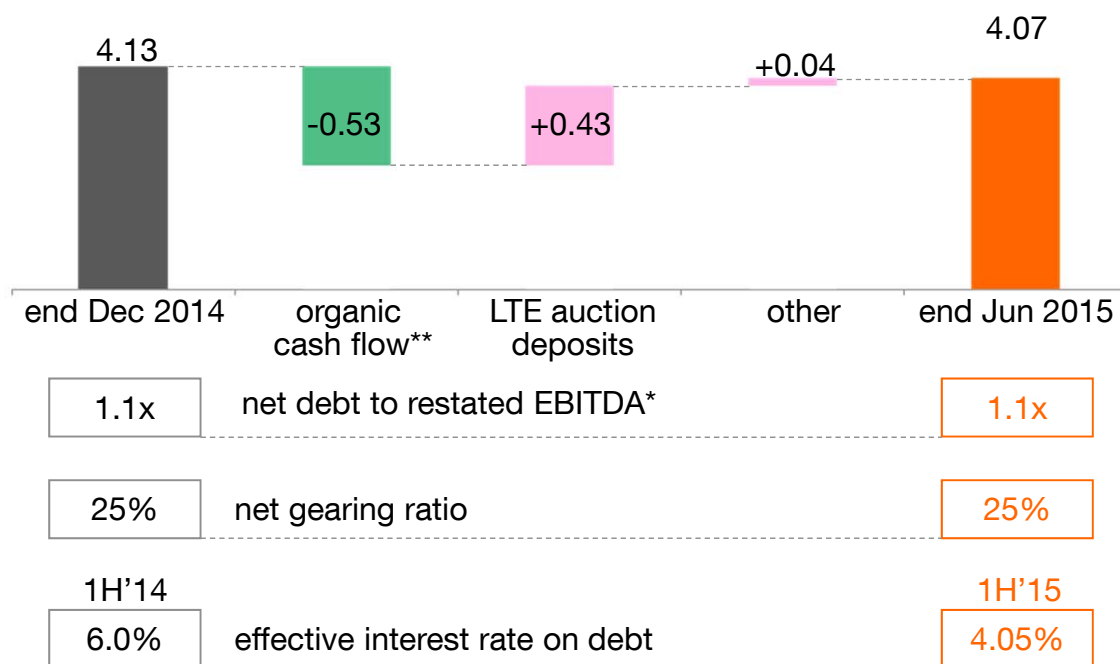 4.13
-0.53
+0.43
+0.04
4.07
end Dec 2014
organic
cash flow**
LTE auction
deposits
other
end Jun 2015
1.1x
net debt to restated EBITDA*
1.1x
25%
net gearing ratio
25%
1H’14
1H’15
6.0%
effective interest rate on debt
4.05%